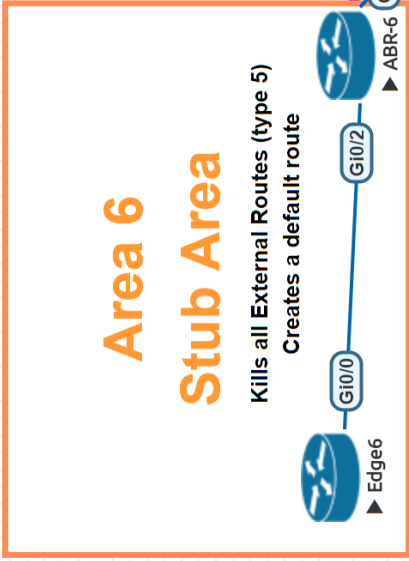 Area 6
Stub Area
Kills all External Routes (type 5)
Creates a default route
Gi0/0
Gi0/2
Edge6
ABR-6